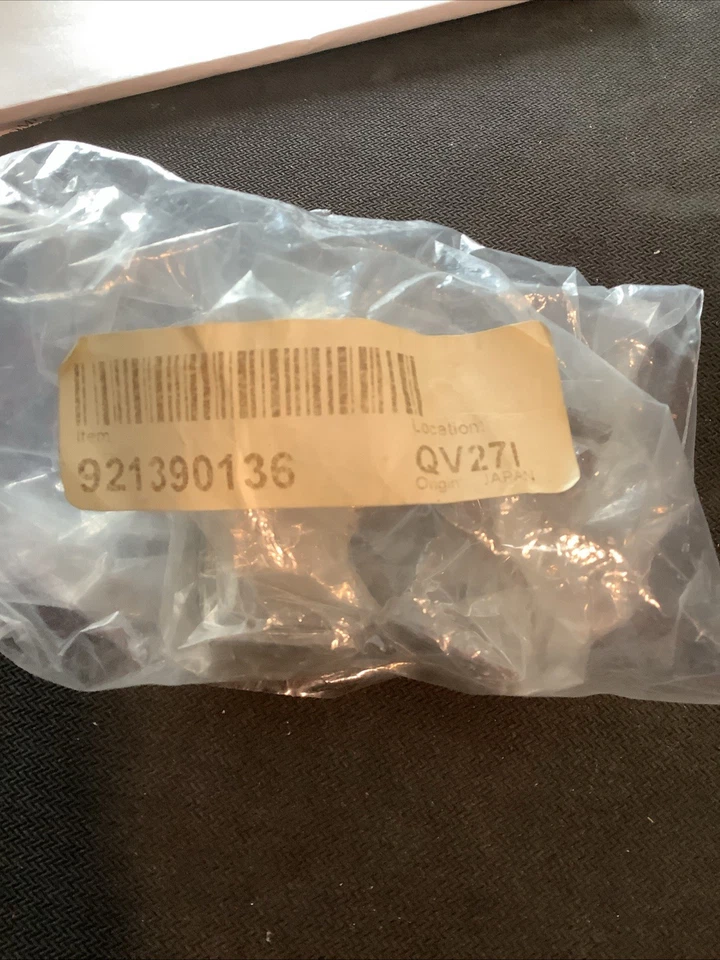 Item
Location:
921390136
QV27I
Origin JAPAN